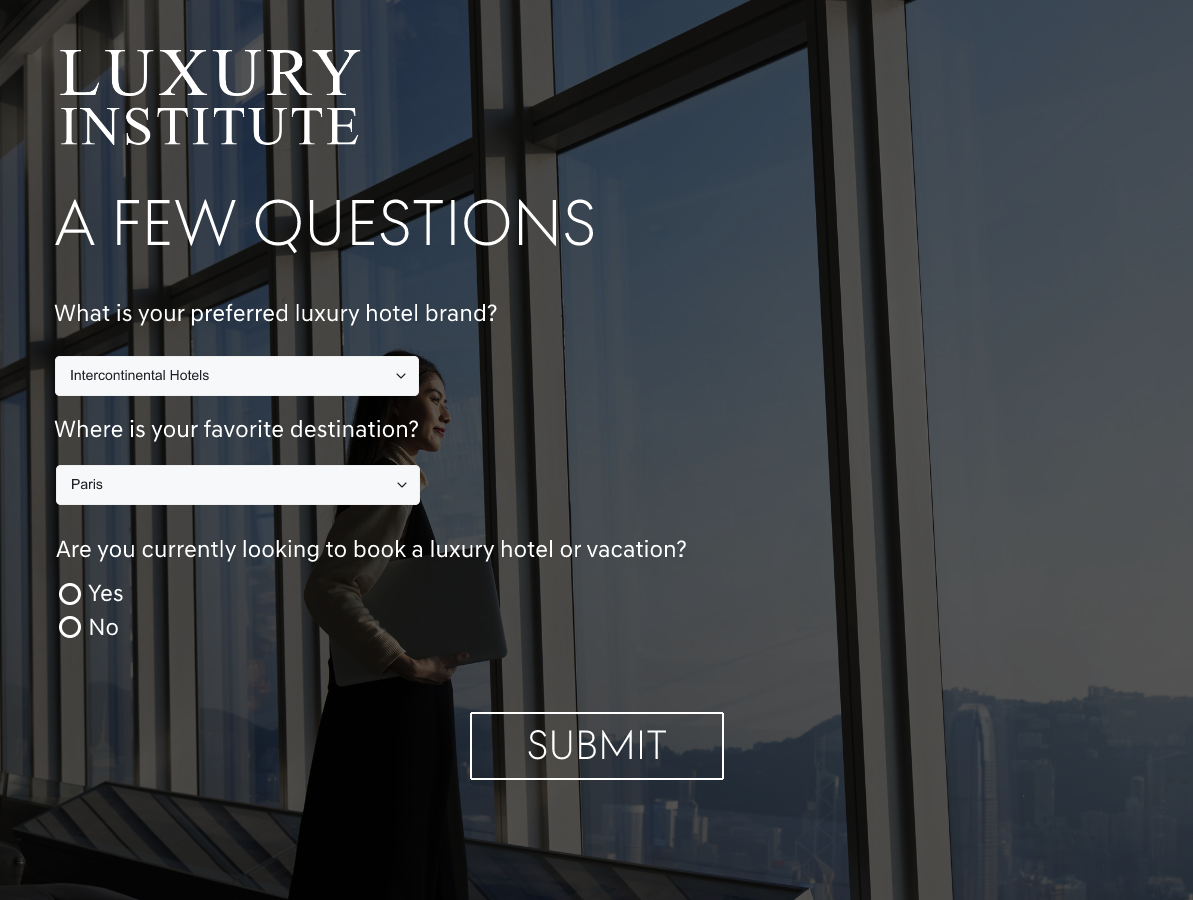 LUXURY
INSTITUTE
A FEW QUESTIONS
What is your preferred luxury hotel brand?
Intercontinental Hotels
Where is your favorite destination?
Paris
Are you currently looking to book a luxury hotel or vacation?
Yes
No
SUBMIT